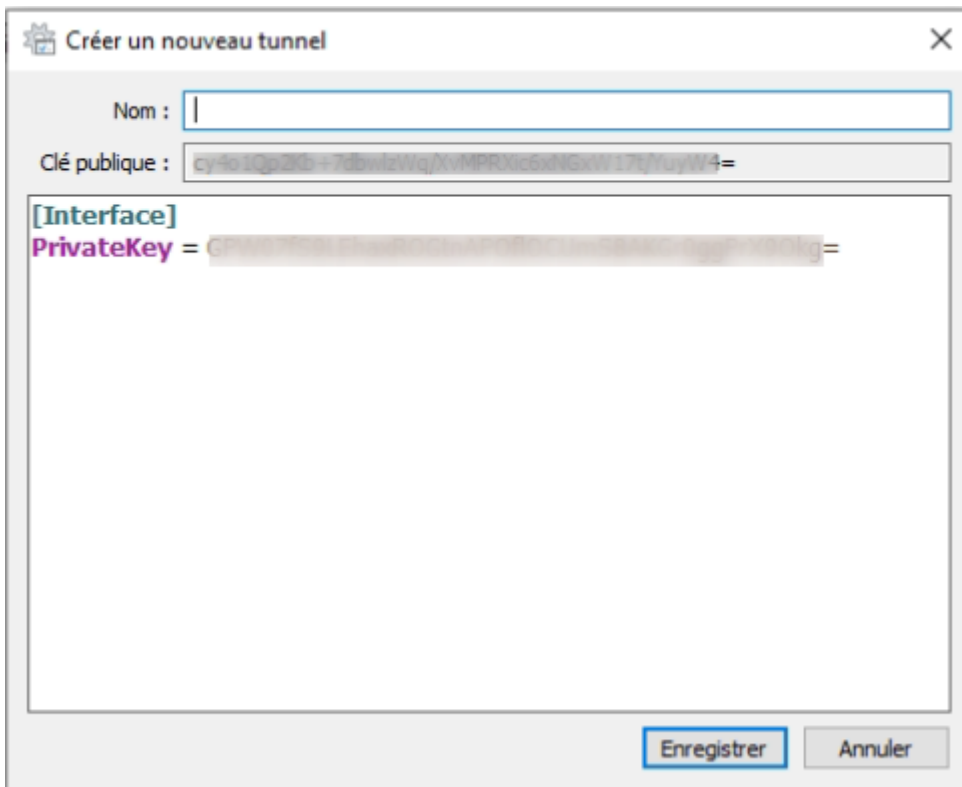 Créer un nouveau tunnel
Nom :
Clé publique : =
[Interface]
PrivateKey = =
Enregistrer Annuler